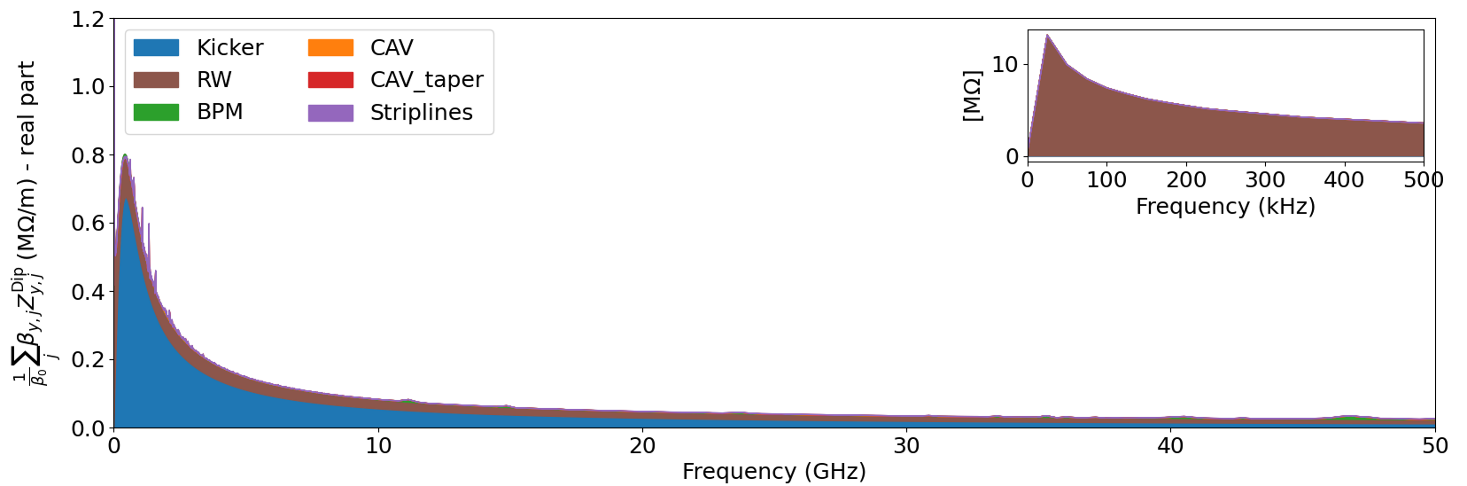 1.2
1.0
0.8
0.6
0.4
0.2
0.0
1/β₀ ∑ⱼ β_{y,j} Z_{y,j}^{Dip} (MΩ/m) - real part
Kicker
RW
BPM
CAV
CAV_taper
Striplines
[MΩ]
10
0
0 100 200 300 400 500
Frequency (kHz)
0 10 20 30 40 50
Frequency (GHz)